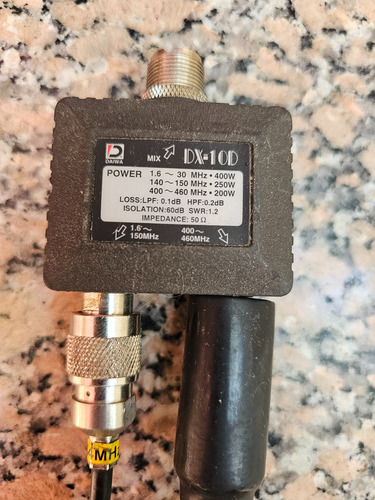 DAIWA
MIX DX-10D
POWER 1.6 ~ 30 MHz • 400W
140 ~ 150 MHz • 250W
400 ~ 460 MHz • 200W
LOSS:LPF: 0.1dB HPF:0.2dB
ISOLATION:60dB SWR:1.2
IMPEDANCE: 50 Ω
1.6~ 400~
150MHz 460MHz
MHz